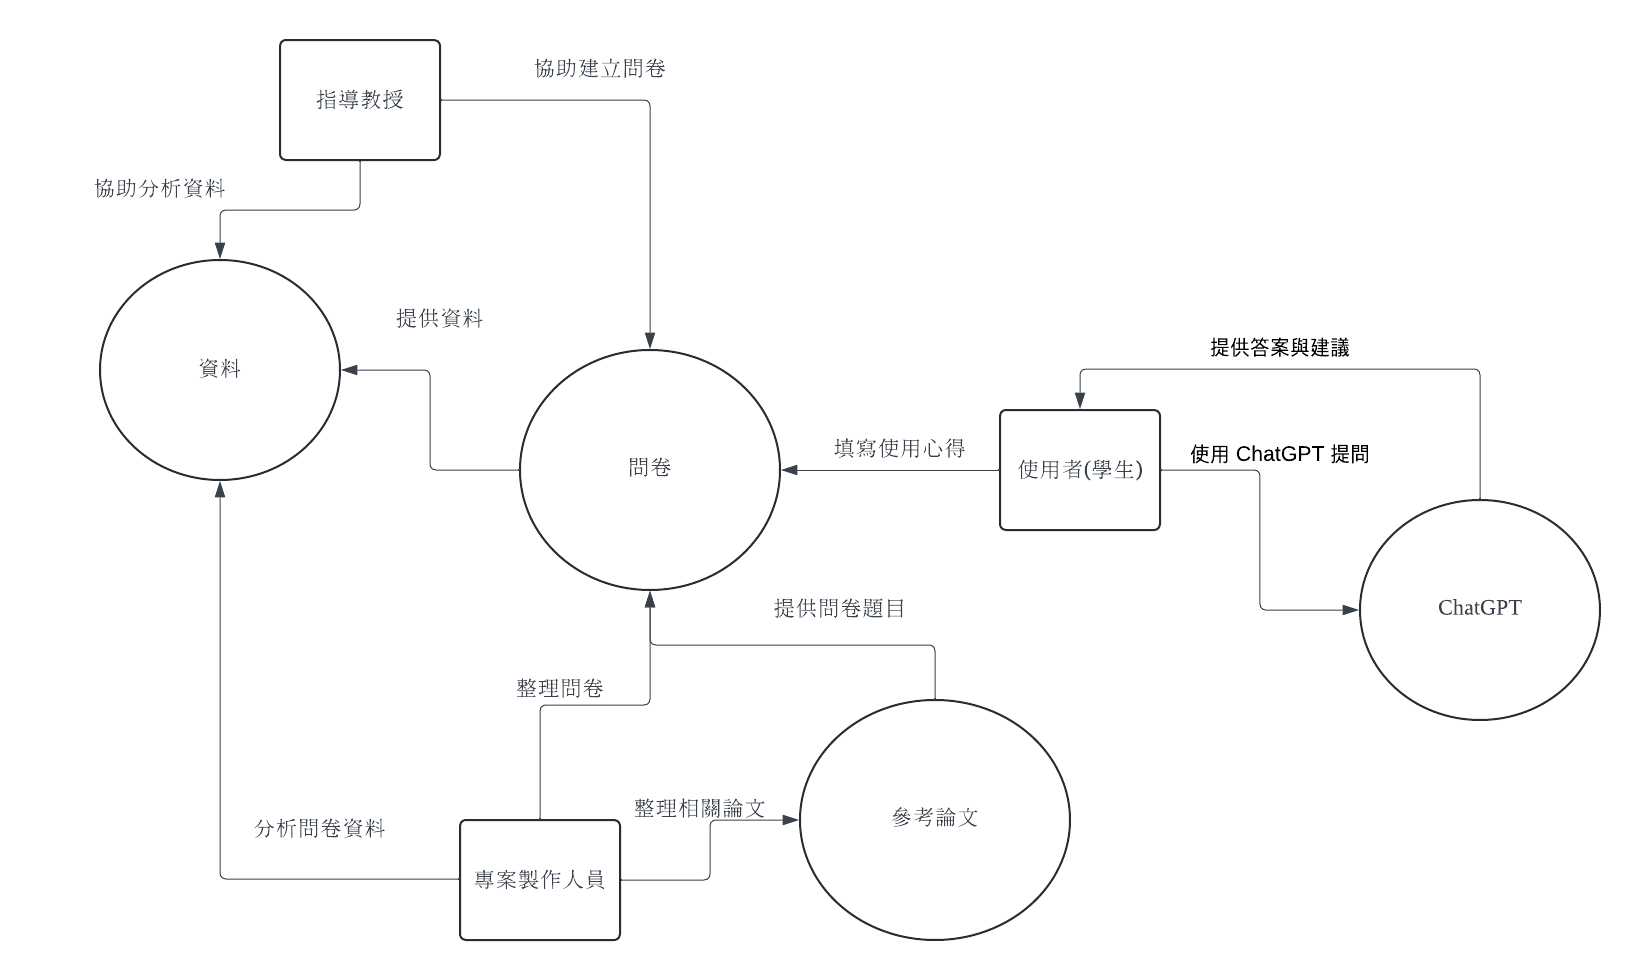 協助建立問卷
指導教授
協助分析資料
提供資料
提供答案與建議
資料
填寫使用心得
使用 ChatGPT 提問
問卷
使用者(學生)
提供問卷題目
ChatGPT
整理問卷
整理相關論文
參考論文
分析問卷資料
專案製作人員